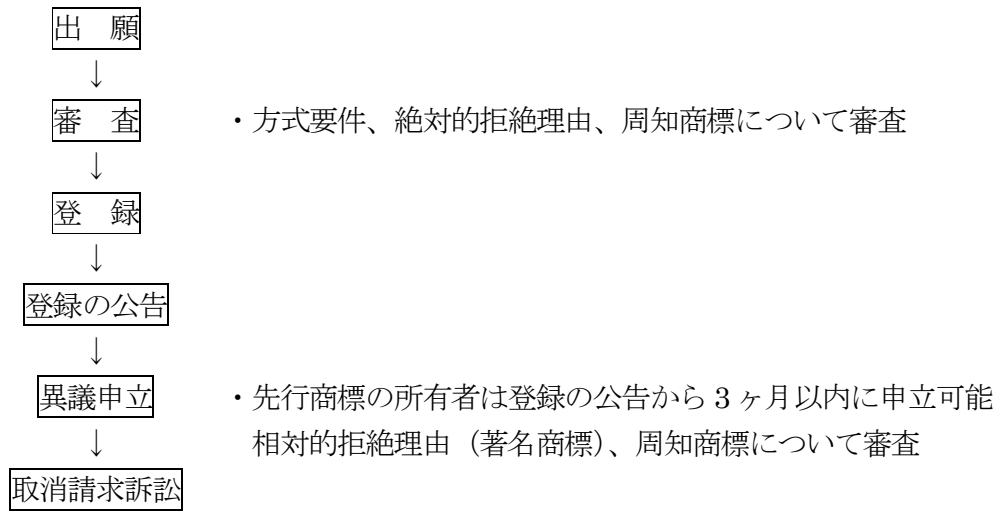 出　願
↓
審　査　・方式要件、絶対的拒絶理由、周知商標について審査
↓
登　録
↓
登録の公告
↓
異議申立　・先行商標の所有者は登録の公告から3ヶ月以内に申立可能
↓　相対的拒絶理由（著名商標）、周知商標について審査
取消請求訴訟